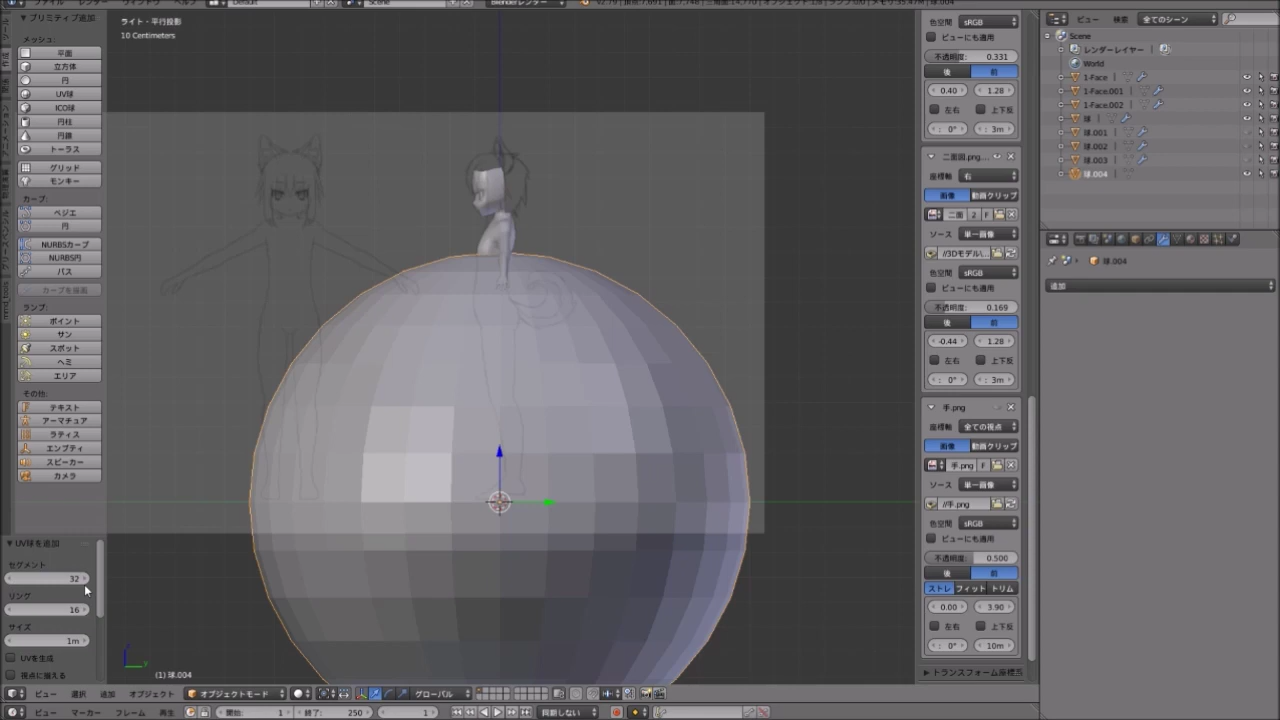 Default
Scene
Blenderレンダー
プリミティブ追加
メッシュ:
平面
立方体
円
UV球
ICO球
円柱
円錐
トーラス
グリッド
モンキー
カーブ:
ベジエ
円
NURBSカーブ
NURBS円
パス
カーブを描画
ランプ:
ポイント
サン
スポット
ヘミ
エリア
その他:
テキスト
アーマチュア
ラティス
エンプティ
スピーカー
カメラ
UV球を追加
セグメント
32
リング
16
サイズ
1m
UVを生成
視点に揃える
ライト・平行投影
10 Centimeters
(1) 球.004
色空間 sRGB
ビューにも適用
不透明度: 0.331
後 前
0.40 1.28
左右 上下反
: 0° : 3m
二面図.png...
座標軸 右
画像 動画クリップ
二面 2 F
ソース 単一画像
//3Dモデル\...
色空間 sRGB
ビューにも適用
不透明度: 0.169
後 前
-0.44 1.28
左右 上下反
: 0° : 3m
手.png
座標軸 全ての視点
画像 動画クリップ
手.png F
ソース 単一画像
//手.png
色空間 sRGB
ビューにも適用
不透明度: 0.500
後 前
ストレ フィット トリム
0.00 3.90
左右 上下反
: 0° 10m
トランスフォーム座標系
ビュー 検索 全てのシーン
Scene
レンダーレイヤー
World
1-Face
1-Face.001
1-Face.002
球
球.001
球.002
球.003
球.004
球.004
追加
ビュー 選択 追加 オブジェクト オブジェクトモード グローバル
ビュー マーカー フレーム 再生 開始: 1 終了: 250 1 同期しない